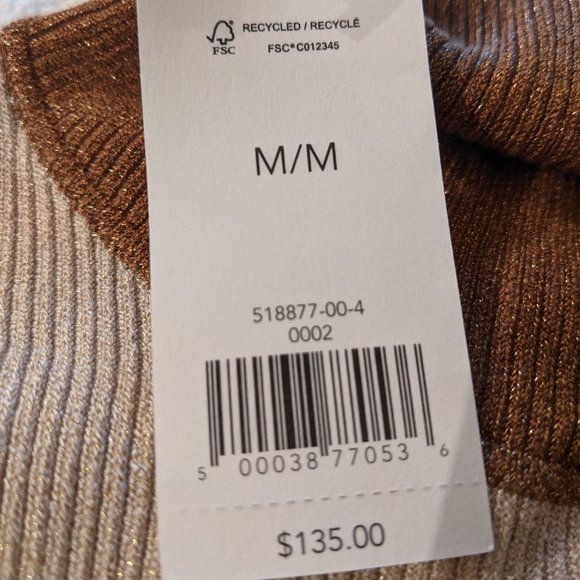 RECYCLED / RECYCLÉ
FSC
FSC® C012345
M/M
518877-00-4
0002
5 00038 77053 6
$135.00